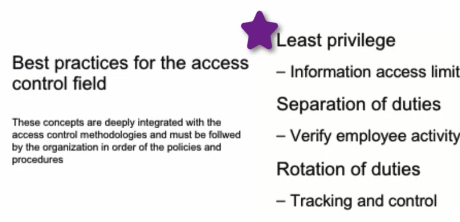 Best practices for the access
control field
These concepts are deeply integrated with the
access control methodologies and must be follwed
by the organization in order of the policies and
procedures
Least privilege
– Information access limit
Separation of duties
– Verify employee activity
Rotation of duties
– Tracking and control